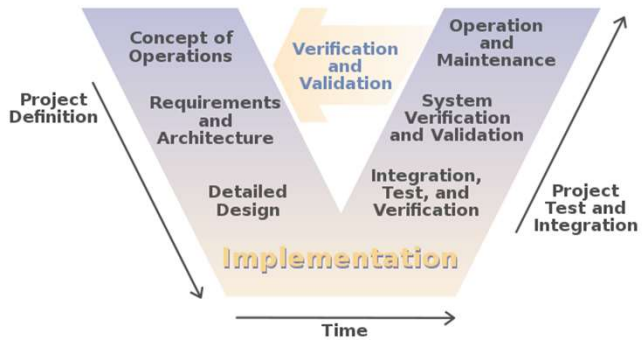 Concept of
Operations
Verification
and
Validation
Operation
and
Maintenance
Project
Definition
Requirements
and
Architecture
System
Verification
and Validation
Detailed
Design
Integration,
Test, and
Verification
Project
Test and
Integration
Implementation
Time